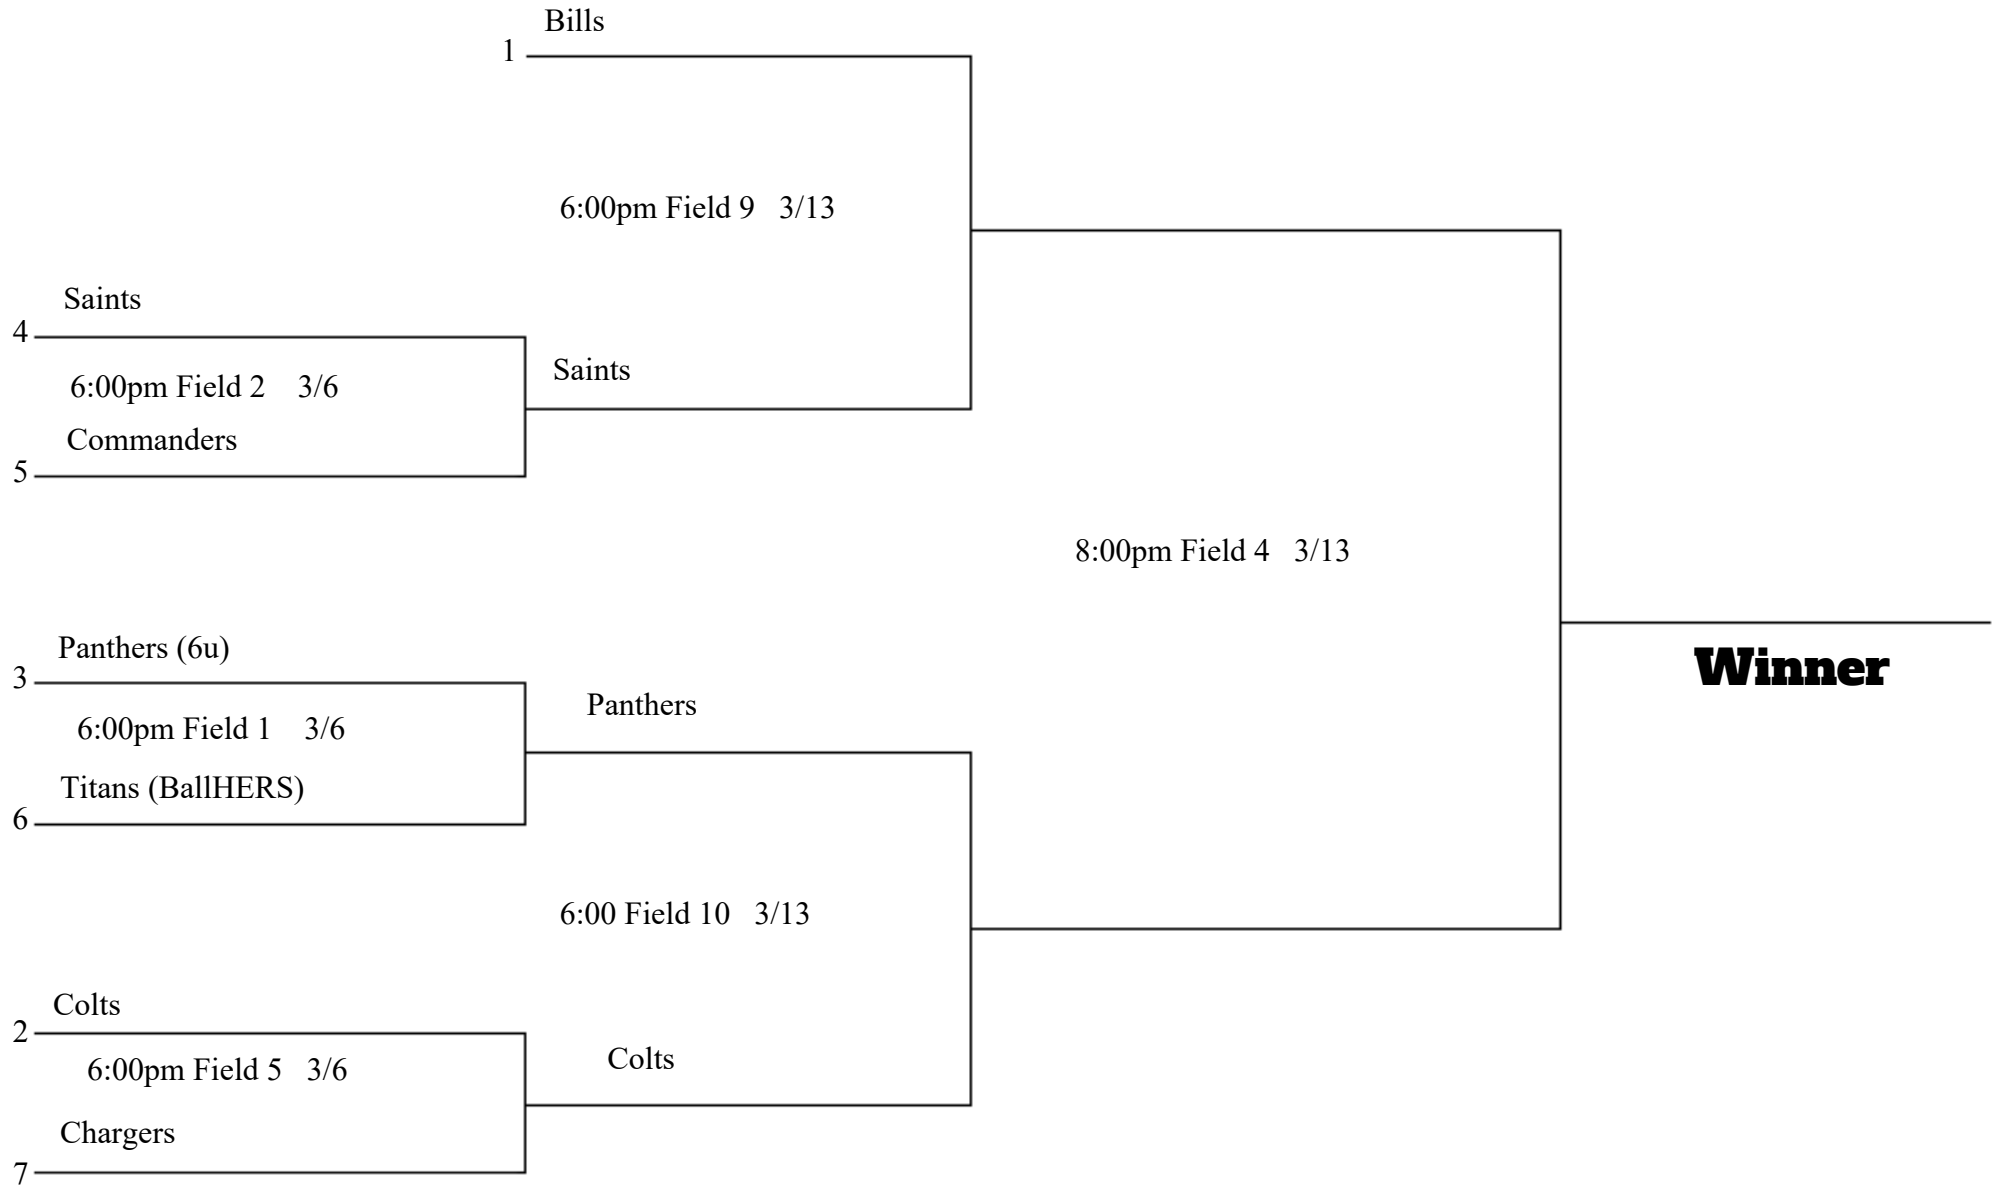 Bills
1
6:00pm Field 9 3/13
Saints
4
6:00pm Field 2 3/6
Saints
Commanders
5
8:00pm Field 4 3/13
Panthers (6u)
3
Winner
Panthers
6:00pm Field 1 3/6
Titans (BallHERS)
6
6:00 Field 10 3/13
Colts
2
6:00pm Field 5 3/6
Colts
Chargers
7